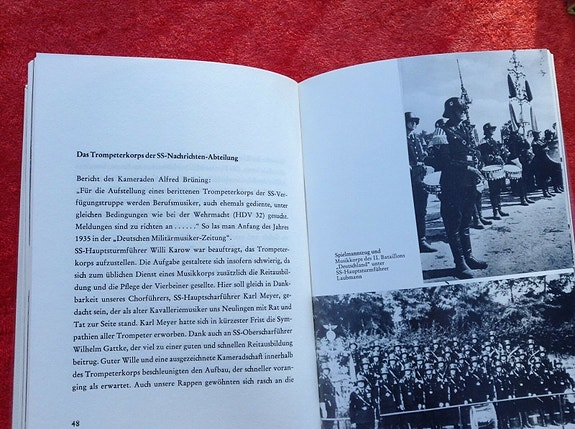 Das Trompeterkorps der SS-Nachrichten-Abteilung
Bericht des Kameraden Alfred Brüning:
„Für die Aufstellung eines berittenen Trompeterkorps der SS-Ver-
fügungstruppe werden Berufsmusiker, auch ehemals gediente, unter
gleichen Bedingungen wie bei der Wehrmacht (HDV 32) gesucht.
Meldungen sind zu richten an . . . . . .“ So las man Anfang des Jahres
1935 in der „Deutschen Militärmusiker-Zeitung“.
SS-Hauptsturmführer Willi Karow war beauftragt, das Trompeter-
korps aufzustellen. Die Aufgabe gestaltete sich insofern schwierig, da
sich zum üblichen Dienst eines Musikkorps zusätzlich die Reitausbil-
dung und die Pflege der Vierbeiner gesellte. Hier soll gleich in Dank-
barkeit unseres Chorführers, SS-Hauptscharführer Karl Meyer, ge-
dacht sein, der als alter Kavalleriemusiker uns Neulingen mit Rat und
Tat zur Seite stand. Karl Meyer hatte sich in kürzester Frist die Sym-
pathien aller Trompeter erworben. Dank auch an SS-Oberscharführer
Wilhelm Gattke, der viel zu einer guten und schnellen Reitausbildung
beitrug. Guter Wille und eine ausgezeichnete Kameradschaft innerhalb
des Trompeterkorps beschleunigten den Aufbau, der schneller voran-
ging als erwartet. Auch unsere Rappen gewöhnten sich rasch an die
48
Spielmannszug und
Musikkorps des II. Bataillons
„Deutschland“ unter
SS-Hauptsturmführer
Laubmann